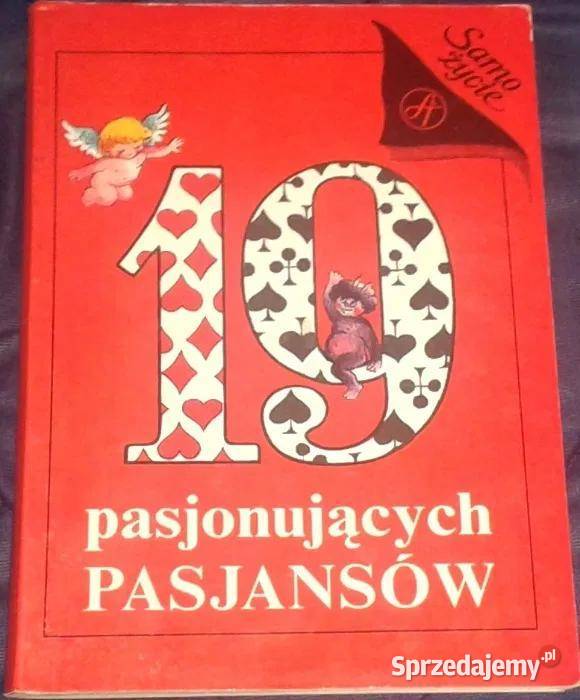 Samo
życie
19
pasjonujących
PASJANSÓW
Sprzedajemy.pl